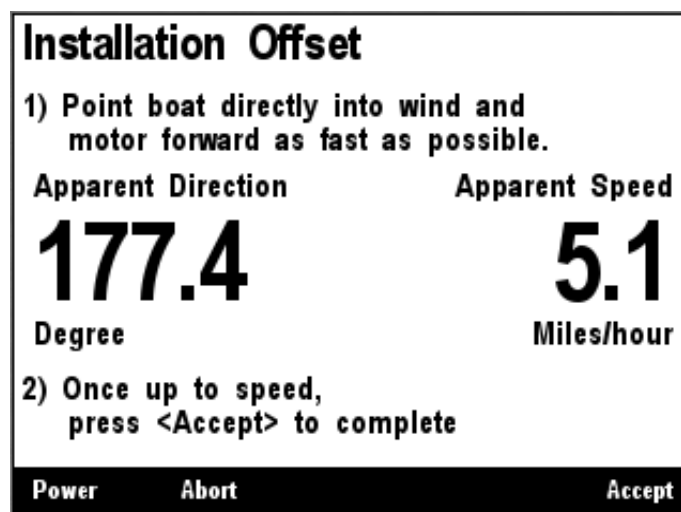 Installation Offset
1) Point boat directly into wind and
motor forward as fast as possible.
Apparent Direction Apparent Speed
177.4 5.1
Degree Miles/hour
2) Once up to speed,
press <Accept> to complete
Power Abort Accept